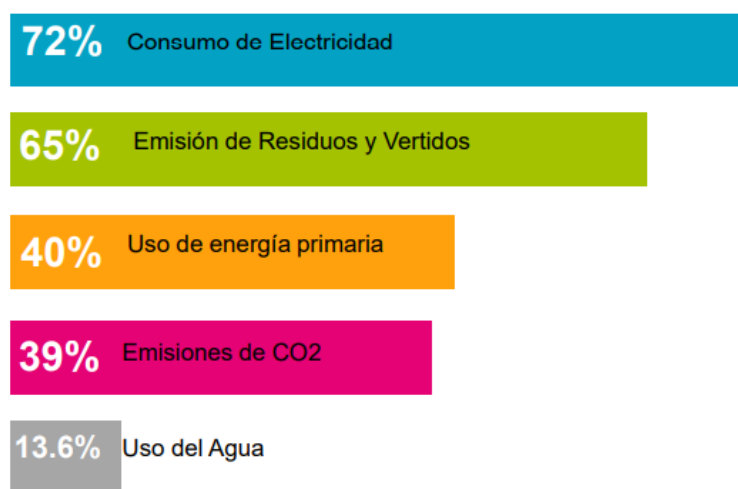 72% Consumo de Electricidad
65% Emisión de Residuos y Vertidos
40% Uso de energía primaria
39% Emisiones de CO2
13.6% Uso del Agua